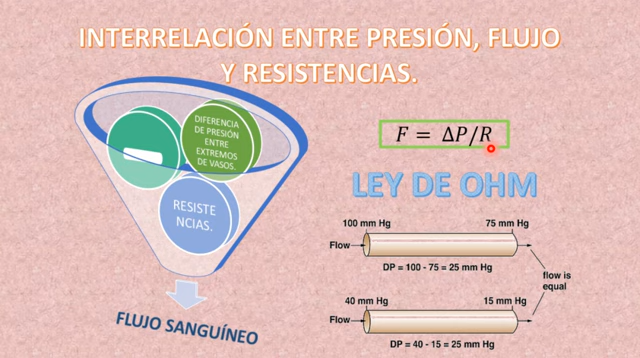 INTERRELACIÓN ENTRE PRESIÓN, FLUJO
Y RESISTENCIAS.
DIFERENCIA
DE PRESIÓN
ENTRE
EXTREMOS
DE VASOS.
RESISTE
NCIAS.
FLUJO SANGUÍNEO
F = ΔP/R
LEY DE OHM
100 mm Hg 75 mm Hg
Flow
DP = 100 - 75 = 25 mm Hg
flow is
equal
40 mm Hg 15 mm Hg
Flow
DP = 40 - 15 = 25 mm Hg